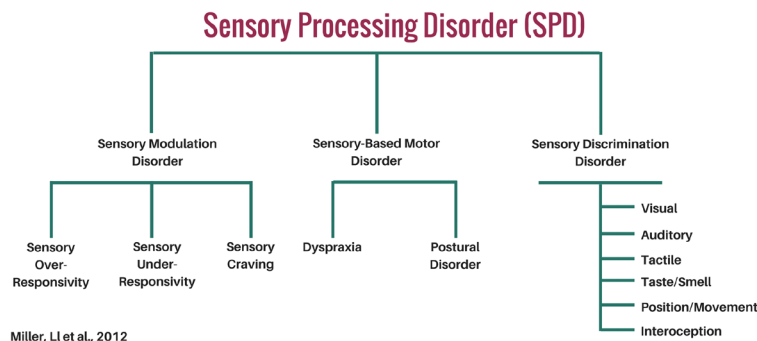 Sensory Processing Disorder (SPD)
Sensory Modulation
Disorder
Sensory-Based Motor
Disorder
Sensory Discrimination
Disorder
Sensory
Over-
Responsivity
Sensory
Under-
Responsivity
Sensory
Craving
Dyspraxia
Postural
Disorder
Visual
Auditory
Tactile
Taste/Smell
Position/Movement
Interoception
Miller, LJ et al., 2012